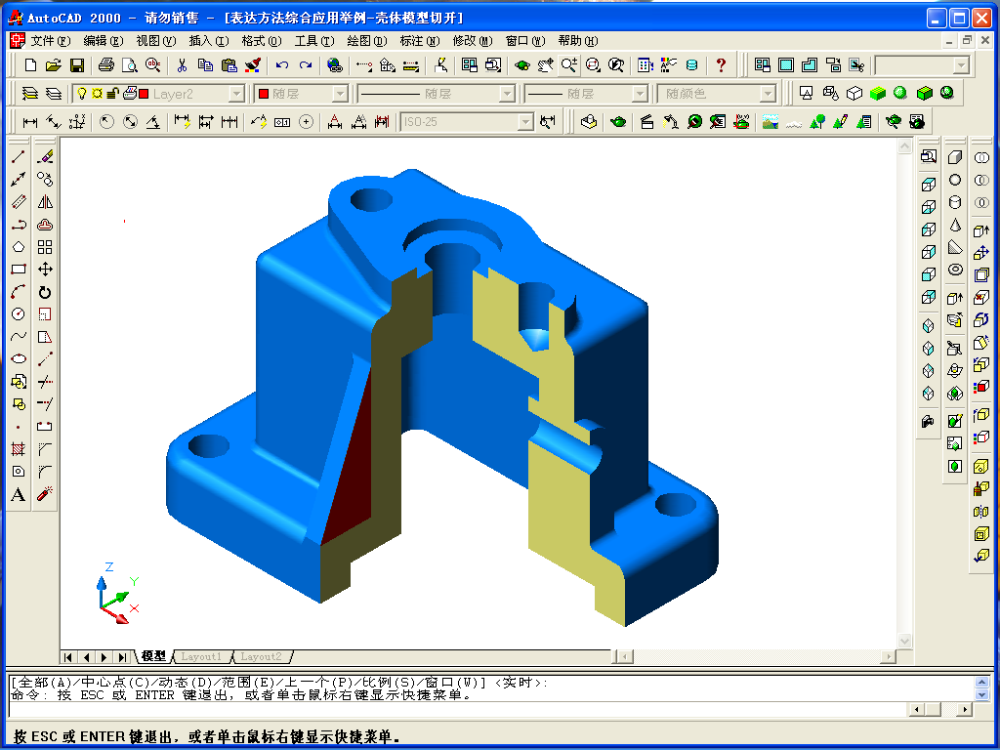 AutoCAD 2000 - 请勿销售 - [表达方法综合应用举例-壳体模型切开]
文件(F) 编辑(E) 视图(V) 插入(I) 格式(O) 工具(T) 绘图(D) 标注(N) 修改(M) 窗口(W) 帮助(H)
Layer2 随层 随层 随层 随颜色
ISO-25
Z
Y
X
模型 Layout1 Layout2
[全部(A)/中心点(C)/动态(D)/范围(E)/上一个(P)/比例(S)/窗口(W)] <实时>:
命令: 按 ESC 或 ENTER 键退出，或者单击鼠标右键显示快捷菜单。
按 ESC 或 ENTER 键退出，或者单击鼠标右键显示快捷菜单。